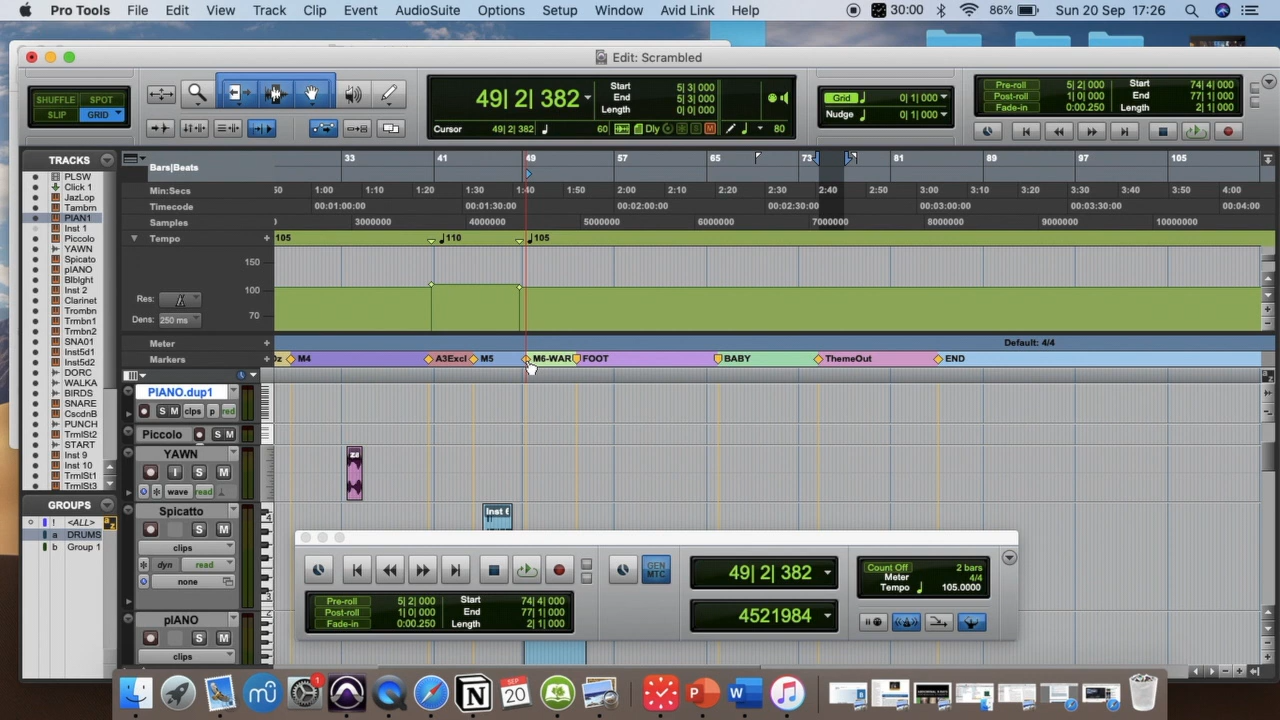 Pro Tools File Edit View Track Clip Event AudioSuite Options Setup Window Avid Link Help 30:00 86% Sun 20 Sep 17:26
Edit: Scrambled
SHUFFLE SPOT
SLIP GRID
49| 2| 382
Start 5| 3| 000
End 5| 3| 000
Length 0| 0| 000
Cursor 49| 2| 382 60 Dly 80
Grid 0| 1| 000
Nudge 0| 1| 000
Pre-roll 5| 2| 000 Start 74| 4| 000
Post-roll 1| 0| 000 End 77| 1| 000
Fade-in 0:00.250 Length 2| 1| 000
TRACKS
PLSW
Click 1
JazLop
Tambrn
PIAN1
Inst 1
Piccolo
YAWN
Spicato
pIANO
Inst 2
Clarinet
Trombn
Trmbn1
Trmbn2
SNA01
Inst5d1
Inst5d2
DORC
WALKA
BIRDS
SNARE
CscdnB
PUNCH
TrmlSt2
START
Inst 9
Inst 10
TrmlSt1
TrmlSt3
GROUPS
! <ALL>
a DRUMS
b Group 1
Bars|Beats 33 41 49 57 65 73 81 89 97 105
Min:Secs 50 1:00 1:10 1:20 1:30 1:40 1:50 2:00 2:10 2:20 2:30 2:40 2:50 3:00 3:10 3:20 3:30 3:40 3:50 4:00
Timecode 00:01:00:00 00:01:30:00 00:02:00:00 00:02:30:00 00:03:00:00 00:03:30:00 00:04
Samples 3000000 4000000 5000000 6000000 7000000 8000000 9000000 10000000
Tempo 105 110 105
150
100
70
Res:
Dens: 250 ms
Meter Default: 4/4
Markers M4 A3Excl M5 M6-WAR FOOT BABY ThemeOut END
PIANO.dup1
S M clips p red
Piccolo S M
YAWN
I S M
wave read
Spicatto
S M
clips
dyn read
none
pIANO
S M
clips
Inst 6
GEN
MTC
49| 2| 382
4521984
Count Off 2 bars
Meter 4/4
Tempo 105.0000
Pre-roll 5| 2| 000 Start 74| 4| 000
Post-roll 1| 0| 000 End 77| 1| 000
Fade-in 0:00.250 Length 2| 1| 000
SEP
20
1